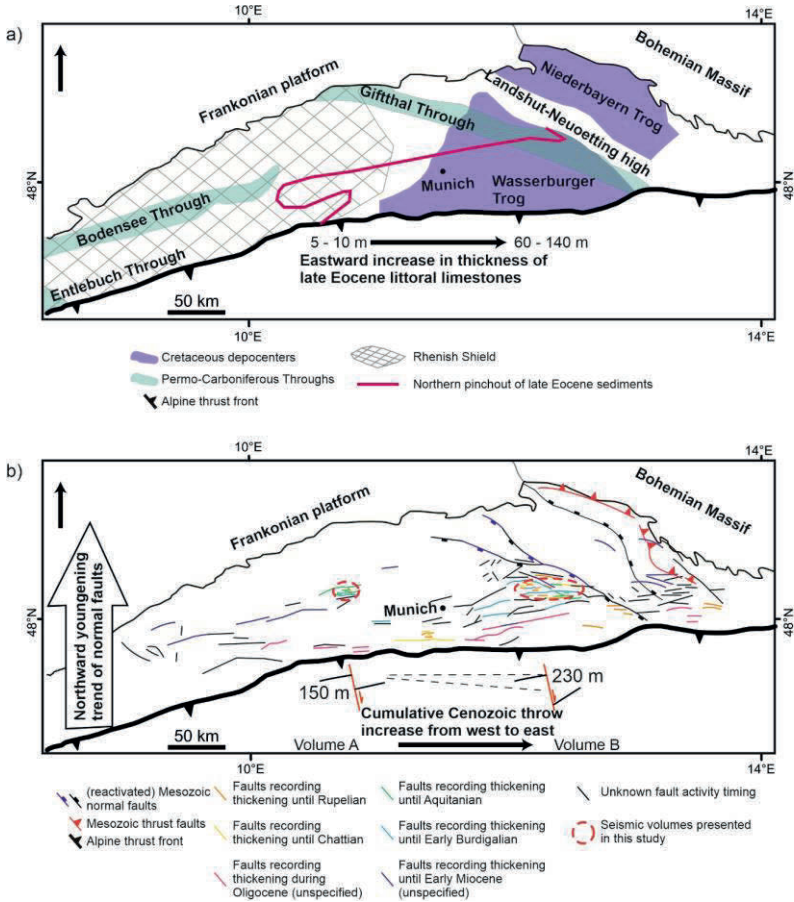 a)
10°E
14°E
Bohemian Massif
Frankonian platform
Niederbayern Trog
Landshut-Neuoetting high
Giftthal Through
48°N
48°N
Munich
Wasserburger
Trog
Bodensee Through
Entlebuch Through
5 - 10 m
60 - 140 m
Eastward increase in thickness of
late Eocene littoral limestones
50 km
10°E
14°E
Cretaceous depocenters
Rhenish Shield
Permo-Carboniferous Throughs
Northern pinchout of late Eocene sediments
Alpine thrust front
b)
10°E
14°E
Bohemian Massif
Frankonian platform
Northward youngening
trend of normal faults
48°N
48°N
Munich
150 m
230 m
Cumulative Cenozoic throw
increase from west to east
50 km
Volume A
Volume B
10°E
14°E
(reactivated) Mesozoic
normal faults
Mesozoic thrust faults
Alpine thrust front
Faults recording
thickening until Rupelian
Faults recording
thickening until Chattian
Faults recording
thickening during
Oligocene (unspecified)
Faults recording thickening
until Aquitanian
Faults recording thickening
until Early Burdigalian
Faults recording thickening
until Early Miocene
(unspecified)
Unknown fault activity timing
Seismic volumes presented
in this study